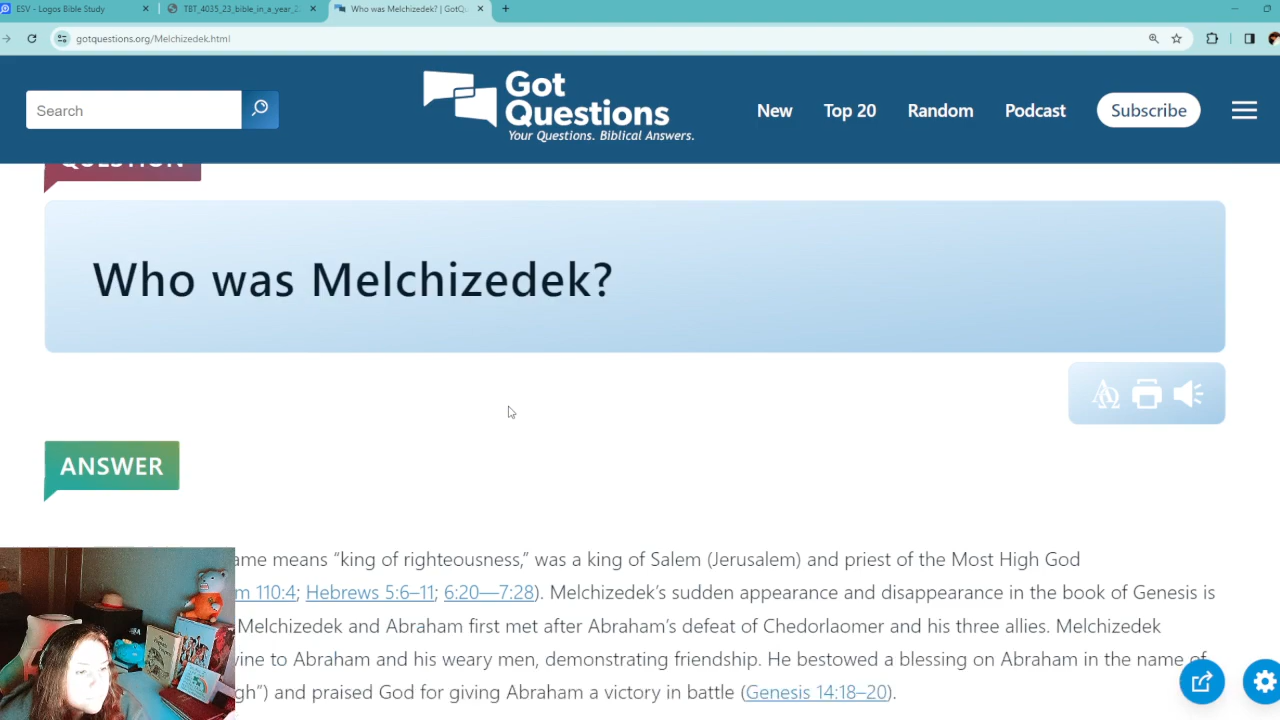 ESV - Logos Bible Study
TBT_4035_23_bible_in_a_year_2
Who was Melchizedek? | GotQ
gotquestions.org/Melchizedek.html
Search
Got
Questions
Your Questions. Biblical Answers.
New
Top 20
Random
Podcast
Subscribe
QUESTION
Who was Melchizedek?
ANSWER
ame means “king of righteousness,” was a king of Salem (Jerusalem) and priest of the Most High God
m 110:4; Hebrews 5:6–11; 6:20—7:28). Melchizedek’s sudden appearance and disappearance in the book of Genesis is
Melchizedek and Abraham first met after Abraham’s defeat of Chedorlaomer and his three allies. Melchizedek
vine to Abraham and his weary men, demonstrating friendship. He bestowed a blessing on Abraham in the name of
gh”) and praised God for giving Abraham a victory in battle (Genesis 14:18–20).